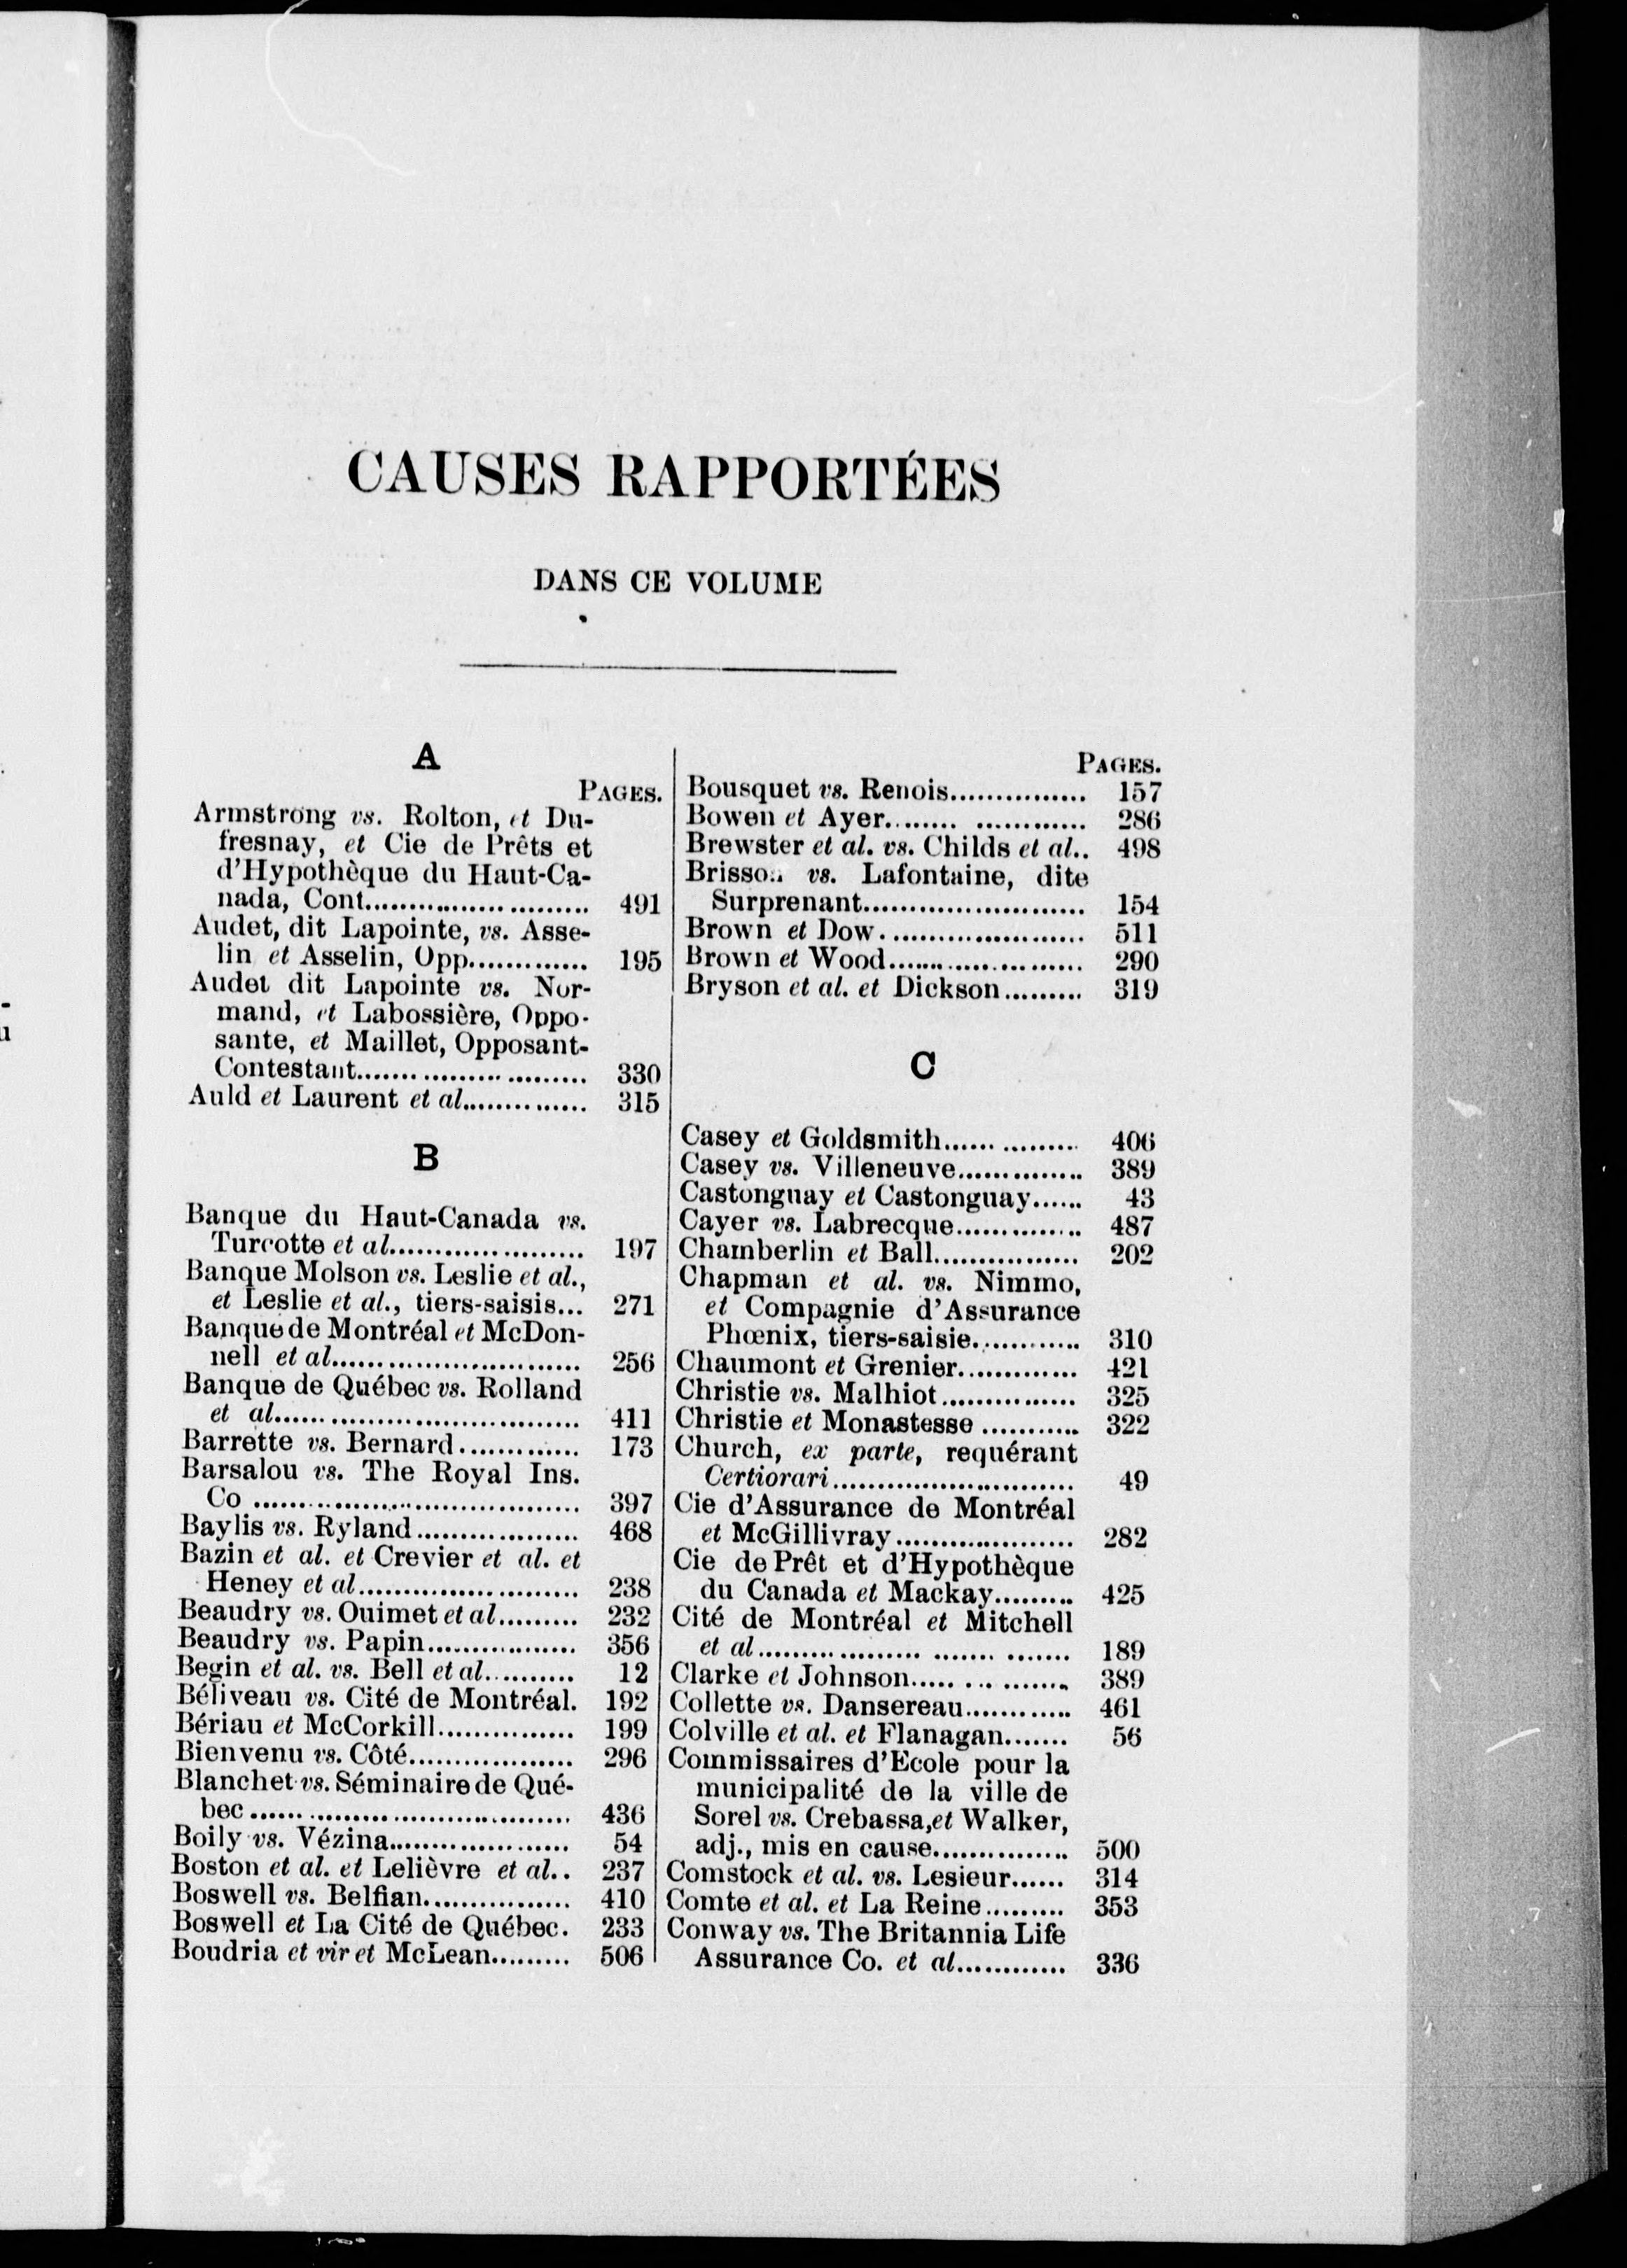 CAUSES RAPPORTÉES
DANS CE VOLUME
A
PAGES.
Armstrong vs. Rolton, et Du-
fresnay, et Cie de Prêts et
d'Hypothèque du Haut-Ca-
nada, Cont........................ 491
Audet, dit Lapointe, vs. Asse-
lin et Asselin, Opp............. 195
Audet dit Lapointe vs. Nor-
mand, et Labossière, Oppo-
sante, et Maillet, Opposant-
Contestant........................ 330
Auld et Laurent et al.............. 315
B
Banque du Haut-Canada vs.
Turcotte et al..................... 197
Banque Molson vs. Leslie et al.,
et Leslie et al., tiers-saisis... 271
Banque de Montréal et McDon-
nell et al........................... 256
Banque de Québec vs. Rolland
et al................................. 411
Barrette vs. Bernard............. 173
Barsalou vs. The Royal Ins.
Co .................................... 397
Baylis vs. Ryland.................. 468
Bazin et al. et Crevier et al. et
Heney et al........................ 238
Beaudry vs. Ouimet et al......... 232
Beaudry vs. Papin................. 356
Begin et al. vs. Bell et al.......... 12
Béliveau vs. Cité de Montréal. 192
Bériau et McCorkill............... 199
Bienvenu vs. Côté.................. 296
Blanchet vs. Séminaire de Qué-
bec................................... 436
Boily vs. Vézina.................... 54
Boston et al. et Lelièvre et al.. 237
Boswell vs. Belfian................ 410
Boswell et La Cité de Québec. 233
Boudria et vir et McLean......... 506
PAGES.
Bousquet vs. Renois............... 157
Bowen et Ayer..................... 286
Brewster et al. vs. Childs et al.. 498
Brisson vs. Lafontaine, dite
Surprenant........................ 154
Brown et Dow...................... 511
Brown et Wood..................... 290
Bryson et al. et Dickson......... 319
C
Casey et Goldsmith............... 406
Casey vs. Villeneuve.............. 389
Castonguay et Castonguay...... 43
Cayer vs. Labrecque.............. 487
Chamberlin et Ball................ 202
Chapman et al. vs. Nimmo,
et Compagnie d'Assurance
Phœnix, tiers-saisie............ 310
Chaumont et Grenier............. 421
Christie vs. Malhiot............... 325
Christie et Monastesse ........... 322
Church, ex parte, requérant
Certiorari.......................... 49
Cie d'Assurance de Montréal
et McGillivray.................... 282
Cie de Prêt et d'Hypothèque
du Canada et Mackay......... 425
Cité de Montréal et Mitchell
et al.................................. 189
Clarke et Johnson.................. 389
Collette vs. Dansereau............ 461
Colville et al. et Flanagan....... 56
Commissaires d'Ecole pour la
municipalité de la ville de
Sorel vs. Crebassa, et Walker,
adj., mis en cause............... 500
Comstock et al. vs. Lesieur...... 314
Comte et al. et La Reine......... 353
Conway vs. The Britannia Life
Assurance Co. et al............ 336